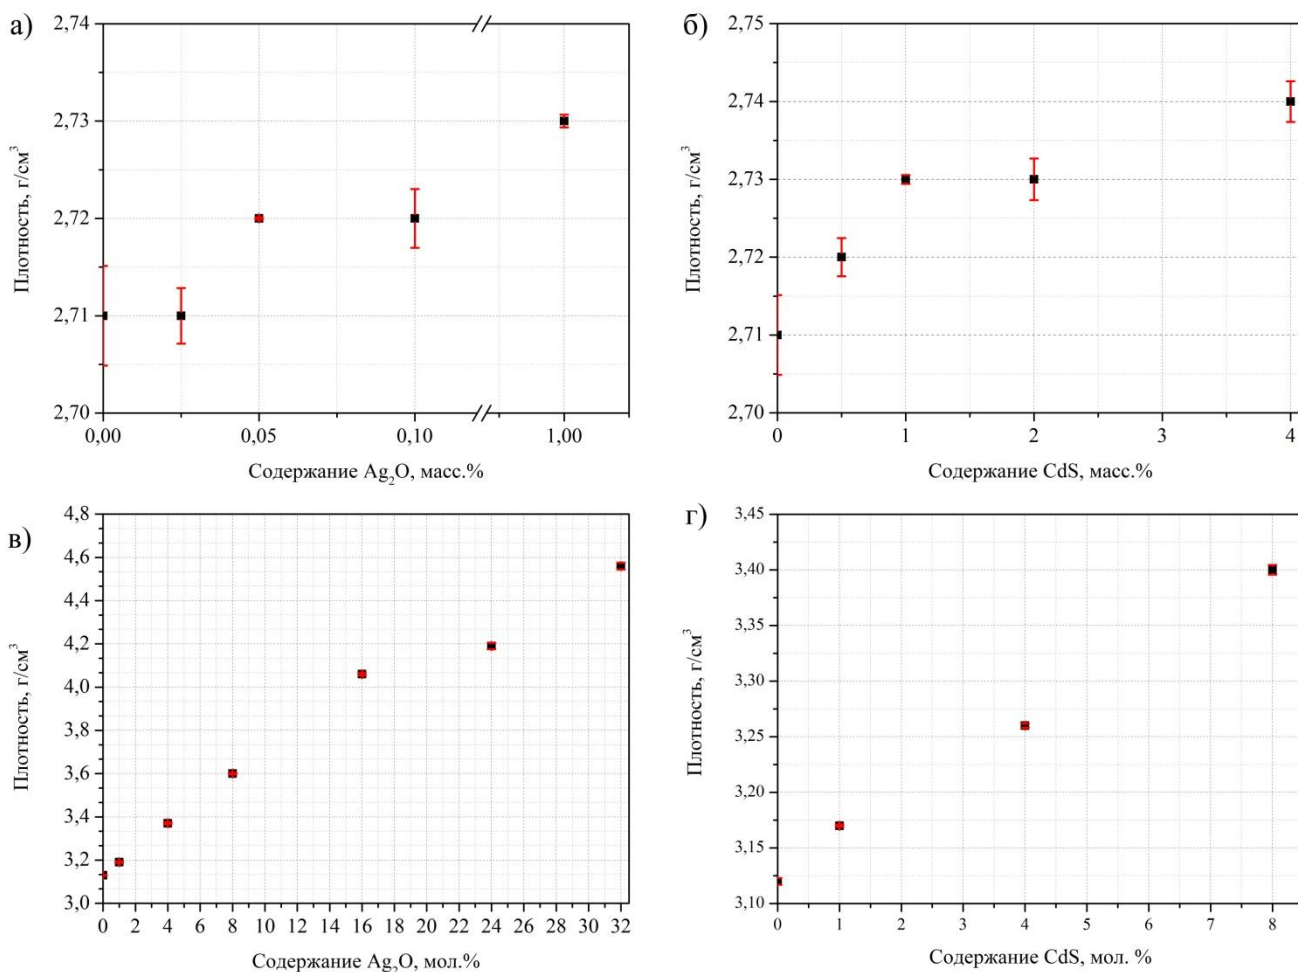 а)
2,74
2,73
2,72
2,71
2,70
Плотность, г/см³
0,00 0,05 0,10 1,00
Содержание Ag₂O, масс.%
б)
2,75
2,74
2,73
2,72
2,71
2,70
Плотность, г/см³
0 1 2 3 4
Содержание CdS, масс.%
в)
4,8
4,6
4,4
4,2
4,0
3,8
3,6
3,4
3,2
3,0
Плотность, г/см³
0 2 4 6 8 10 12 14 16 18 20 22 24 26 28 30 32
Содержание Ag₂O, мол.%
г)
3,45
3,40
3,35
3,30
3,25
3,20
3,15
3,10
Плотность, г/см³
0 1 2 3 4 5 6 7 8
Содержание CdS, мол. %